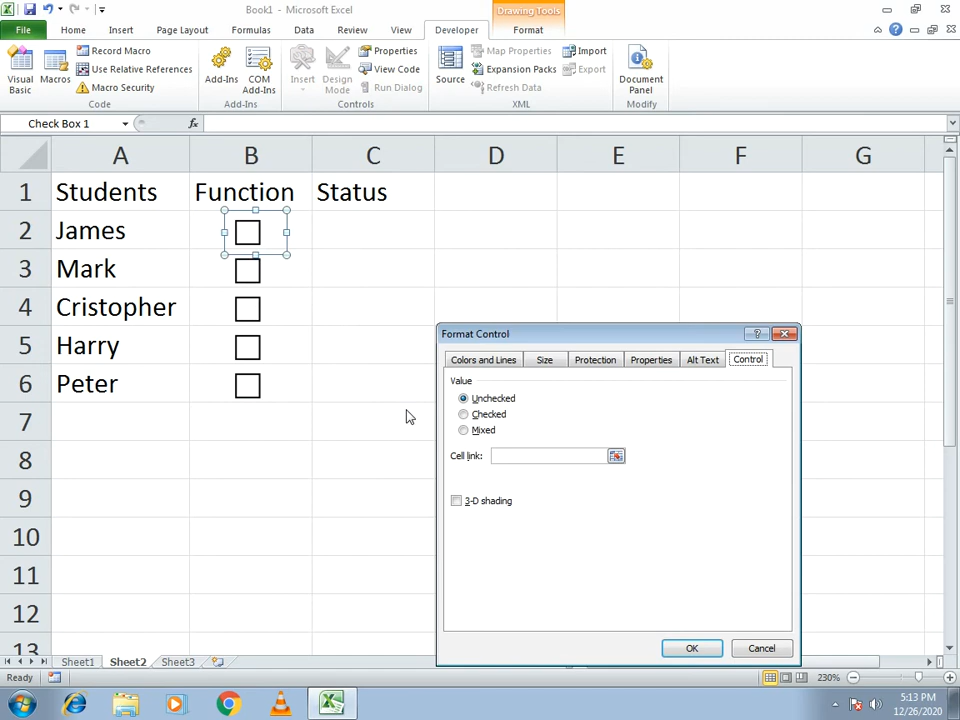 Book1 - Microsoft Excel
Drawing Tools
File Home Insert Page Layout Formulas Data Review View Developer Format
Visual Basic
Macros
Record Macro
Use Relative References
Macro Security
Code
Add-Ins
COM Add-Ins
Add-Ins
Insert
Design Mode
Properties
View Code
Run Dialog
Controls
Source
Map Properties
Expansion Packs
Refresh Data
Import
Export
XML
Document Panel
Modify
Check Box 1
fx
A B C D E F G
1 Students Function Status
2 James
3 Mark
4 Cristopher
5 Harry
6 Peter
7
8
9
10
11
12
13
Format Control
Colors and Lines Size Protection Properties Alt Text Control
Value
Unchecked
Checked
Mixed
Cell link:
3-D shading
OK Cancel
Sheet1 Sheet2 Sheet3
Ready
230%
5:13 PM
12/26/2020